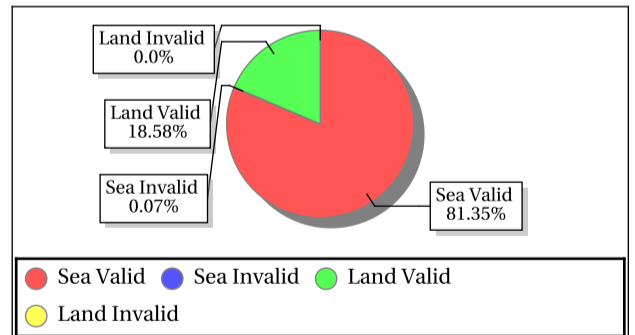 Land Invalid
0.0%
Land Valid
18.58%
Sea Invalid
0.07%
Sea Valid
81.35%
Sea Valid Sea Invalid Land Valid
Land Invalid